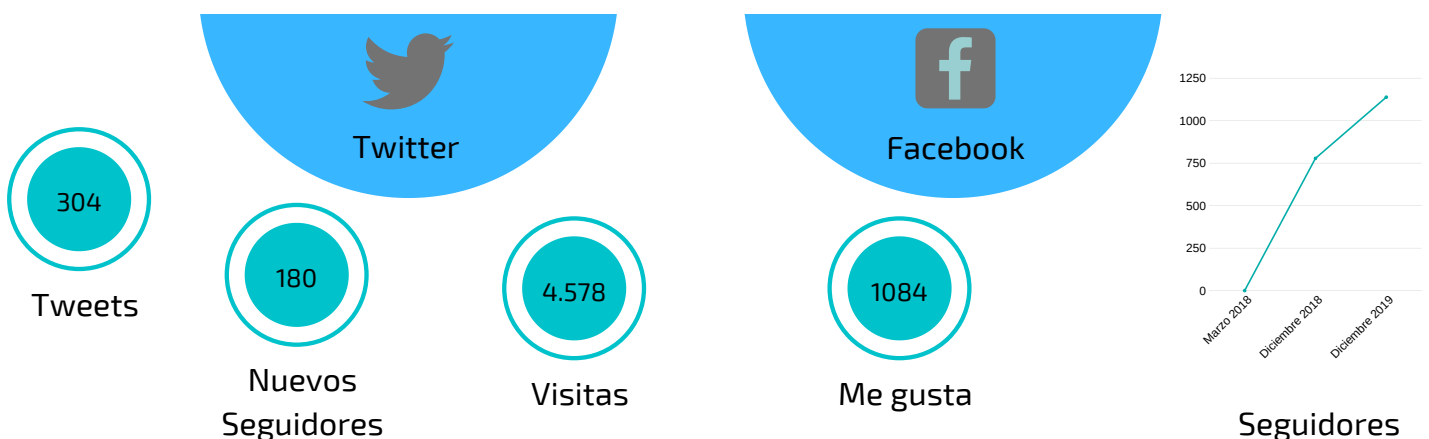 Twitter
304
Tweets
180
Nuevos
Seguidores
4.578
Visitas
Facebook
1084
Me gusta
1250
1000
750
500
250
0
Marzo 2018
Diciembre 2018
Diciembre 2019
Seguidores